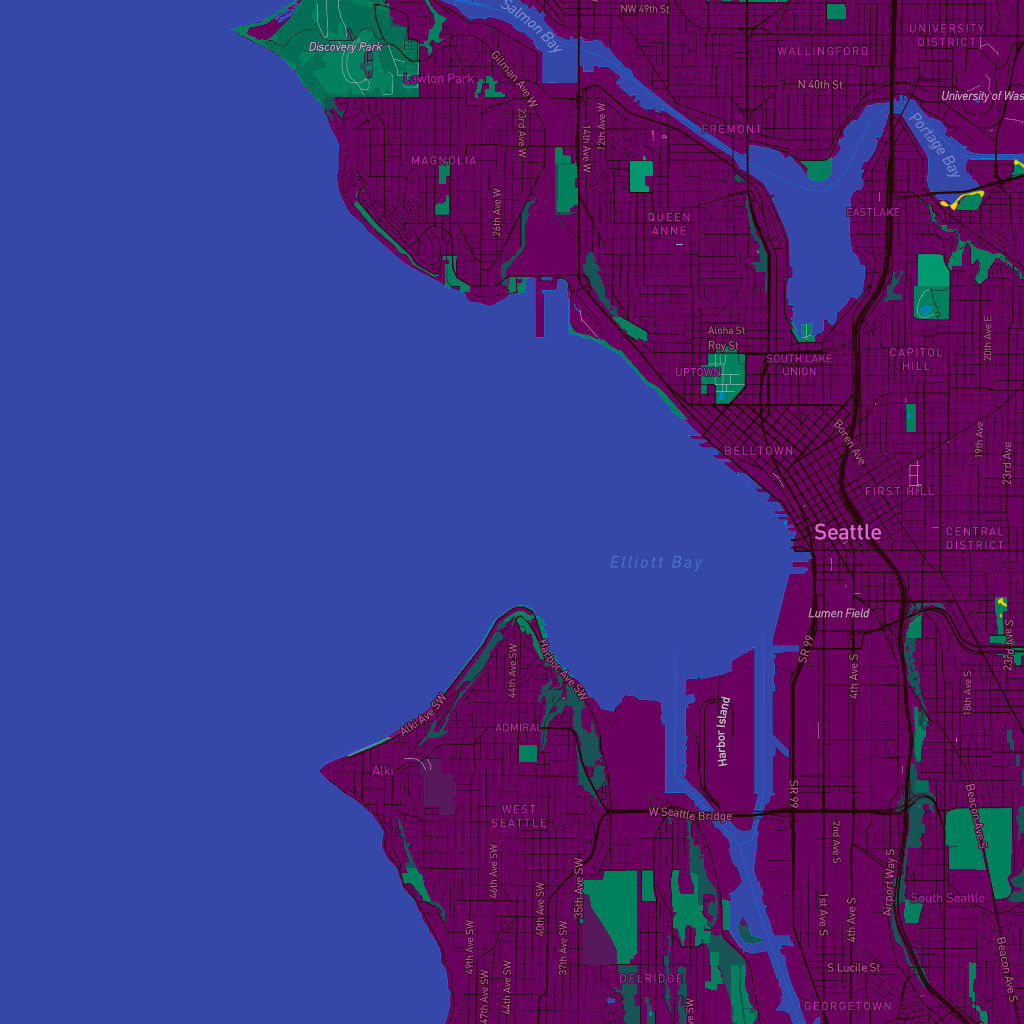 Salmon Bay
NW 49th St
UNIVERSITY
DISTRICT
WALLINGFORD
Discovery Park
Lawton Park
Gilman Ave W
N 40th St
University of Was
23rd Ave W
14th Ave W
12th Ave W
FREMONT
Portage Bay
MAGNOLIA
26th Ave W
QUEEN
ANNE
EASTLAKE
Aloha St
Roy St
20th Ave E
CAPITOL
HILL
SOUTH LAKE
UNION
UPTOWN
BELLTOWN
Boren Ave
19th Ave
23rd Ave
FIRST HILL
Seattle
CENTRAL
DISTRICT
Elliott Bay
Lumen Field
23rd Ave S
Harbor Ave SW
44th Ave SW
SR 99
4th Ave S
18th Ave S
Alki Ave SW
ADMIRAL
Harbor Island
Alki
SR 99
WEST
SEATTLE
W Seattle Bridge
2nd Ave S
Beacon Ave S
46th Ave SW
35th Ave SW
40th Ave SW
Airport Way S
South Seattle
1st Ave S
4th Ave S
49th Ave SW
37th Ave SW
44th Ave SW
47th Ave SW
Beacon Ave S
S Lucile St
DELRIDGE
ve SW
GEORGETOWN